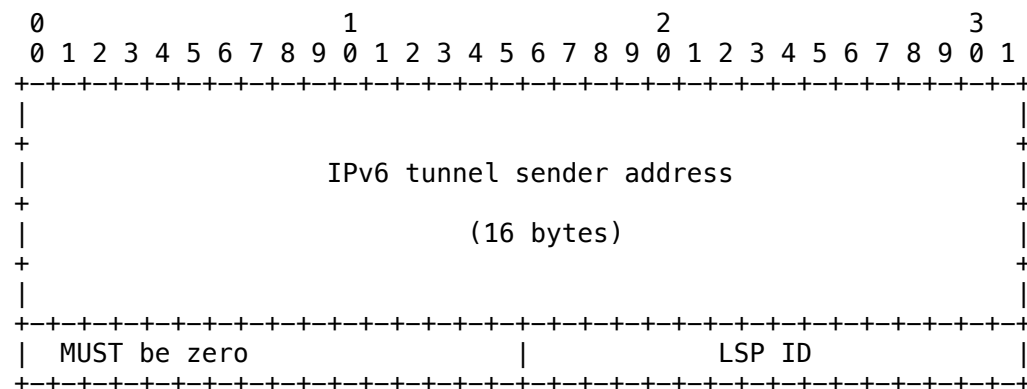 0                   1                   2                   3
0 1 2 3 4 5 6 7 8 9 0 1 2 3 4 5 6 7 8 9 0 1 2 3 4 5 6 7 8 9 0 1
+-+-+-+-+-+-+-+-+-+-+-+-+-+-+-+-+-+-+-+-+-+-+-+-+-+-+-+-+-+-+-+-+
|                                                               |
+                                                               +
|                   IPv6 tunnel sender address                  |
+                                                               +
|                            (16 bytes)                         |
+                                                               +
|                                                               |
+-+-+-+-+-+-+-+-+-+-+-+-+-+-+-+-+-+-+-+-+-+-+-+-+-+-+-+-+-+-+-+-+
|  MUST be zero                 |            LSP ID             |
+-+-+-+-+-+-+-+-+-+-+-+-+-+-+-+-+-+-+-+-+-+-+-+-+-+-+-+-+-+-+-+-+